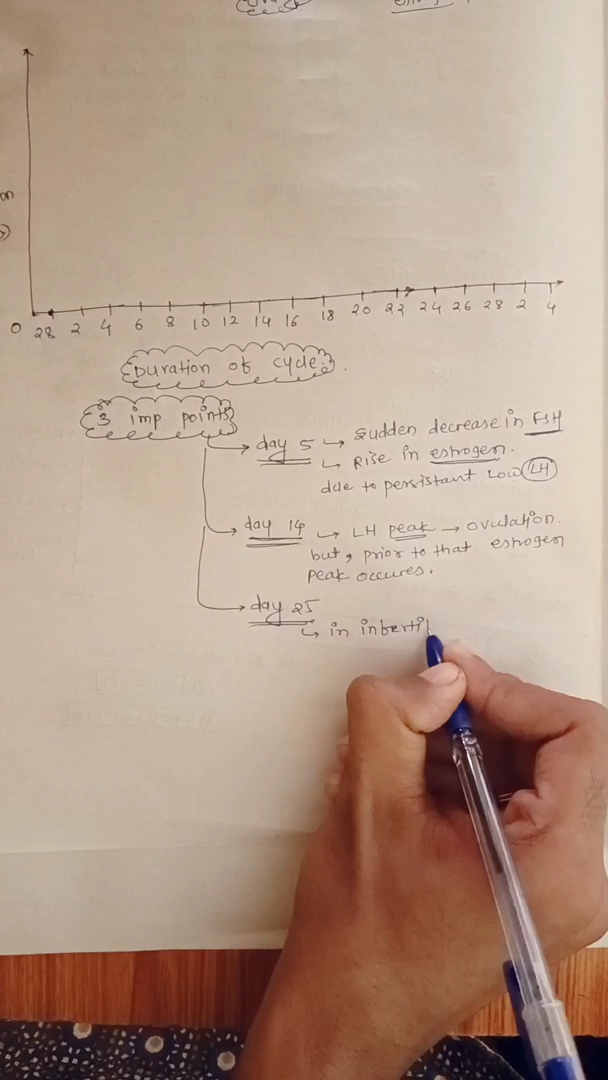 on
0 28 2 4 6 8 10 12 14 16 18 20 22 24 26 28 2 4
Duration of cycle.
3 imp points
day 5 → sudden decrease in FSH
↳ Rise in estrogen.
due to persistant Low LH
day 14 ↳ LH peak → ovulation.
but, prior to that estrogen
peak occures.
day 25
↳ in inferti